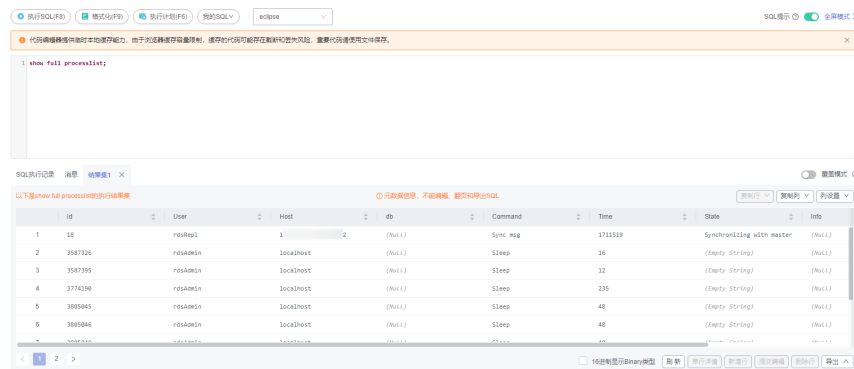 执行SQL(F8) 格式化(F9) 执行计划(F6) 我的SQL eclipse SQL提示 全屏模式
代码编辑器提供临时本地缓存能力，由于浏览器缓存容量限制，缓存的代码可能存在刷新和丢失风险，重要代码请使用文件保存。
1 show full processlist;
SQL执行记录 消息 结果集1 覆盖模式
以下是show full processlist的执行结果集 元数据信息，不能编辑、翻页和导出SQL 复制行 复制列 列设置
Id User Host db Command Time State Info
1 18 rdsRepl 1 2 (Null) Sync msg 1711519 Synchronizing with master (Null)
2 3587326 rdsAdmin localhost (Null) Sleep 16 (Empty String) (Null)
3 3587395 rdsAdmin localhost (Null) Sleep 12 (Empty String) (Null)
4 3774190 rdsAdmin localhost (Null) Sleep 235 (Empty String) (Null)
5 3805045 rdsAdmin localhost (Null) Sleep 48 (Empty String) (Null)
6 3805046 rdsAdmin localhost (Null) Sleep 48 (Empty String) (Null)
1 2 16进制显示Binary类型 刷新 单行详情 新增行 提交编辑 删除行 导出